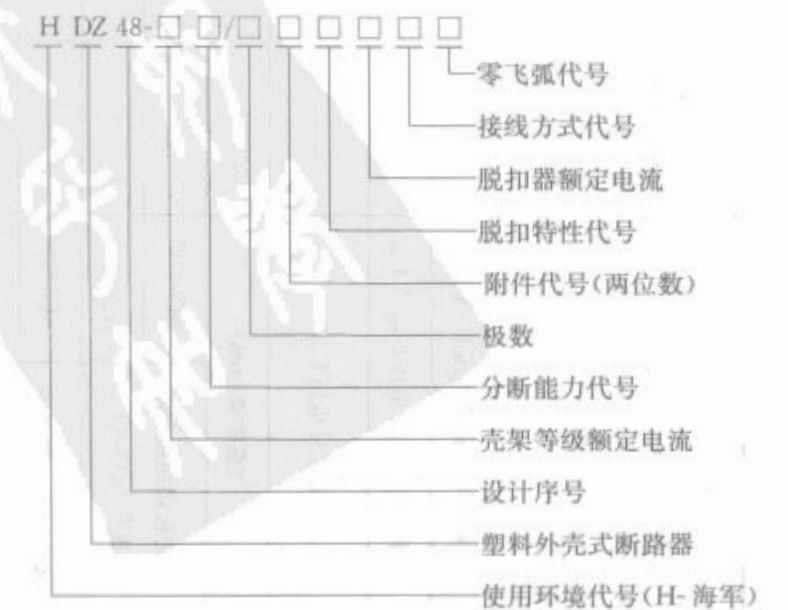 H DZ 48-□ □/□ □ □ □ □ □
零飞弧代号
接线方式代号
脱扣器额定电流
脱扣特性代号
附件代号(两位数)
极数
分断能力代号
壳架等级额定电流
设计序号
塑料外壳式断路器
使用环境代号(H-海军)